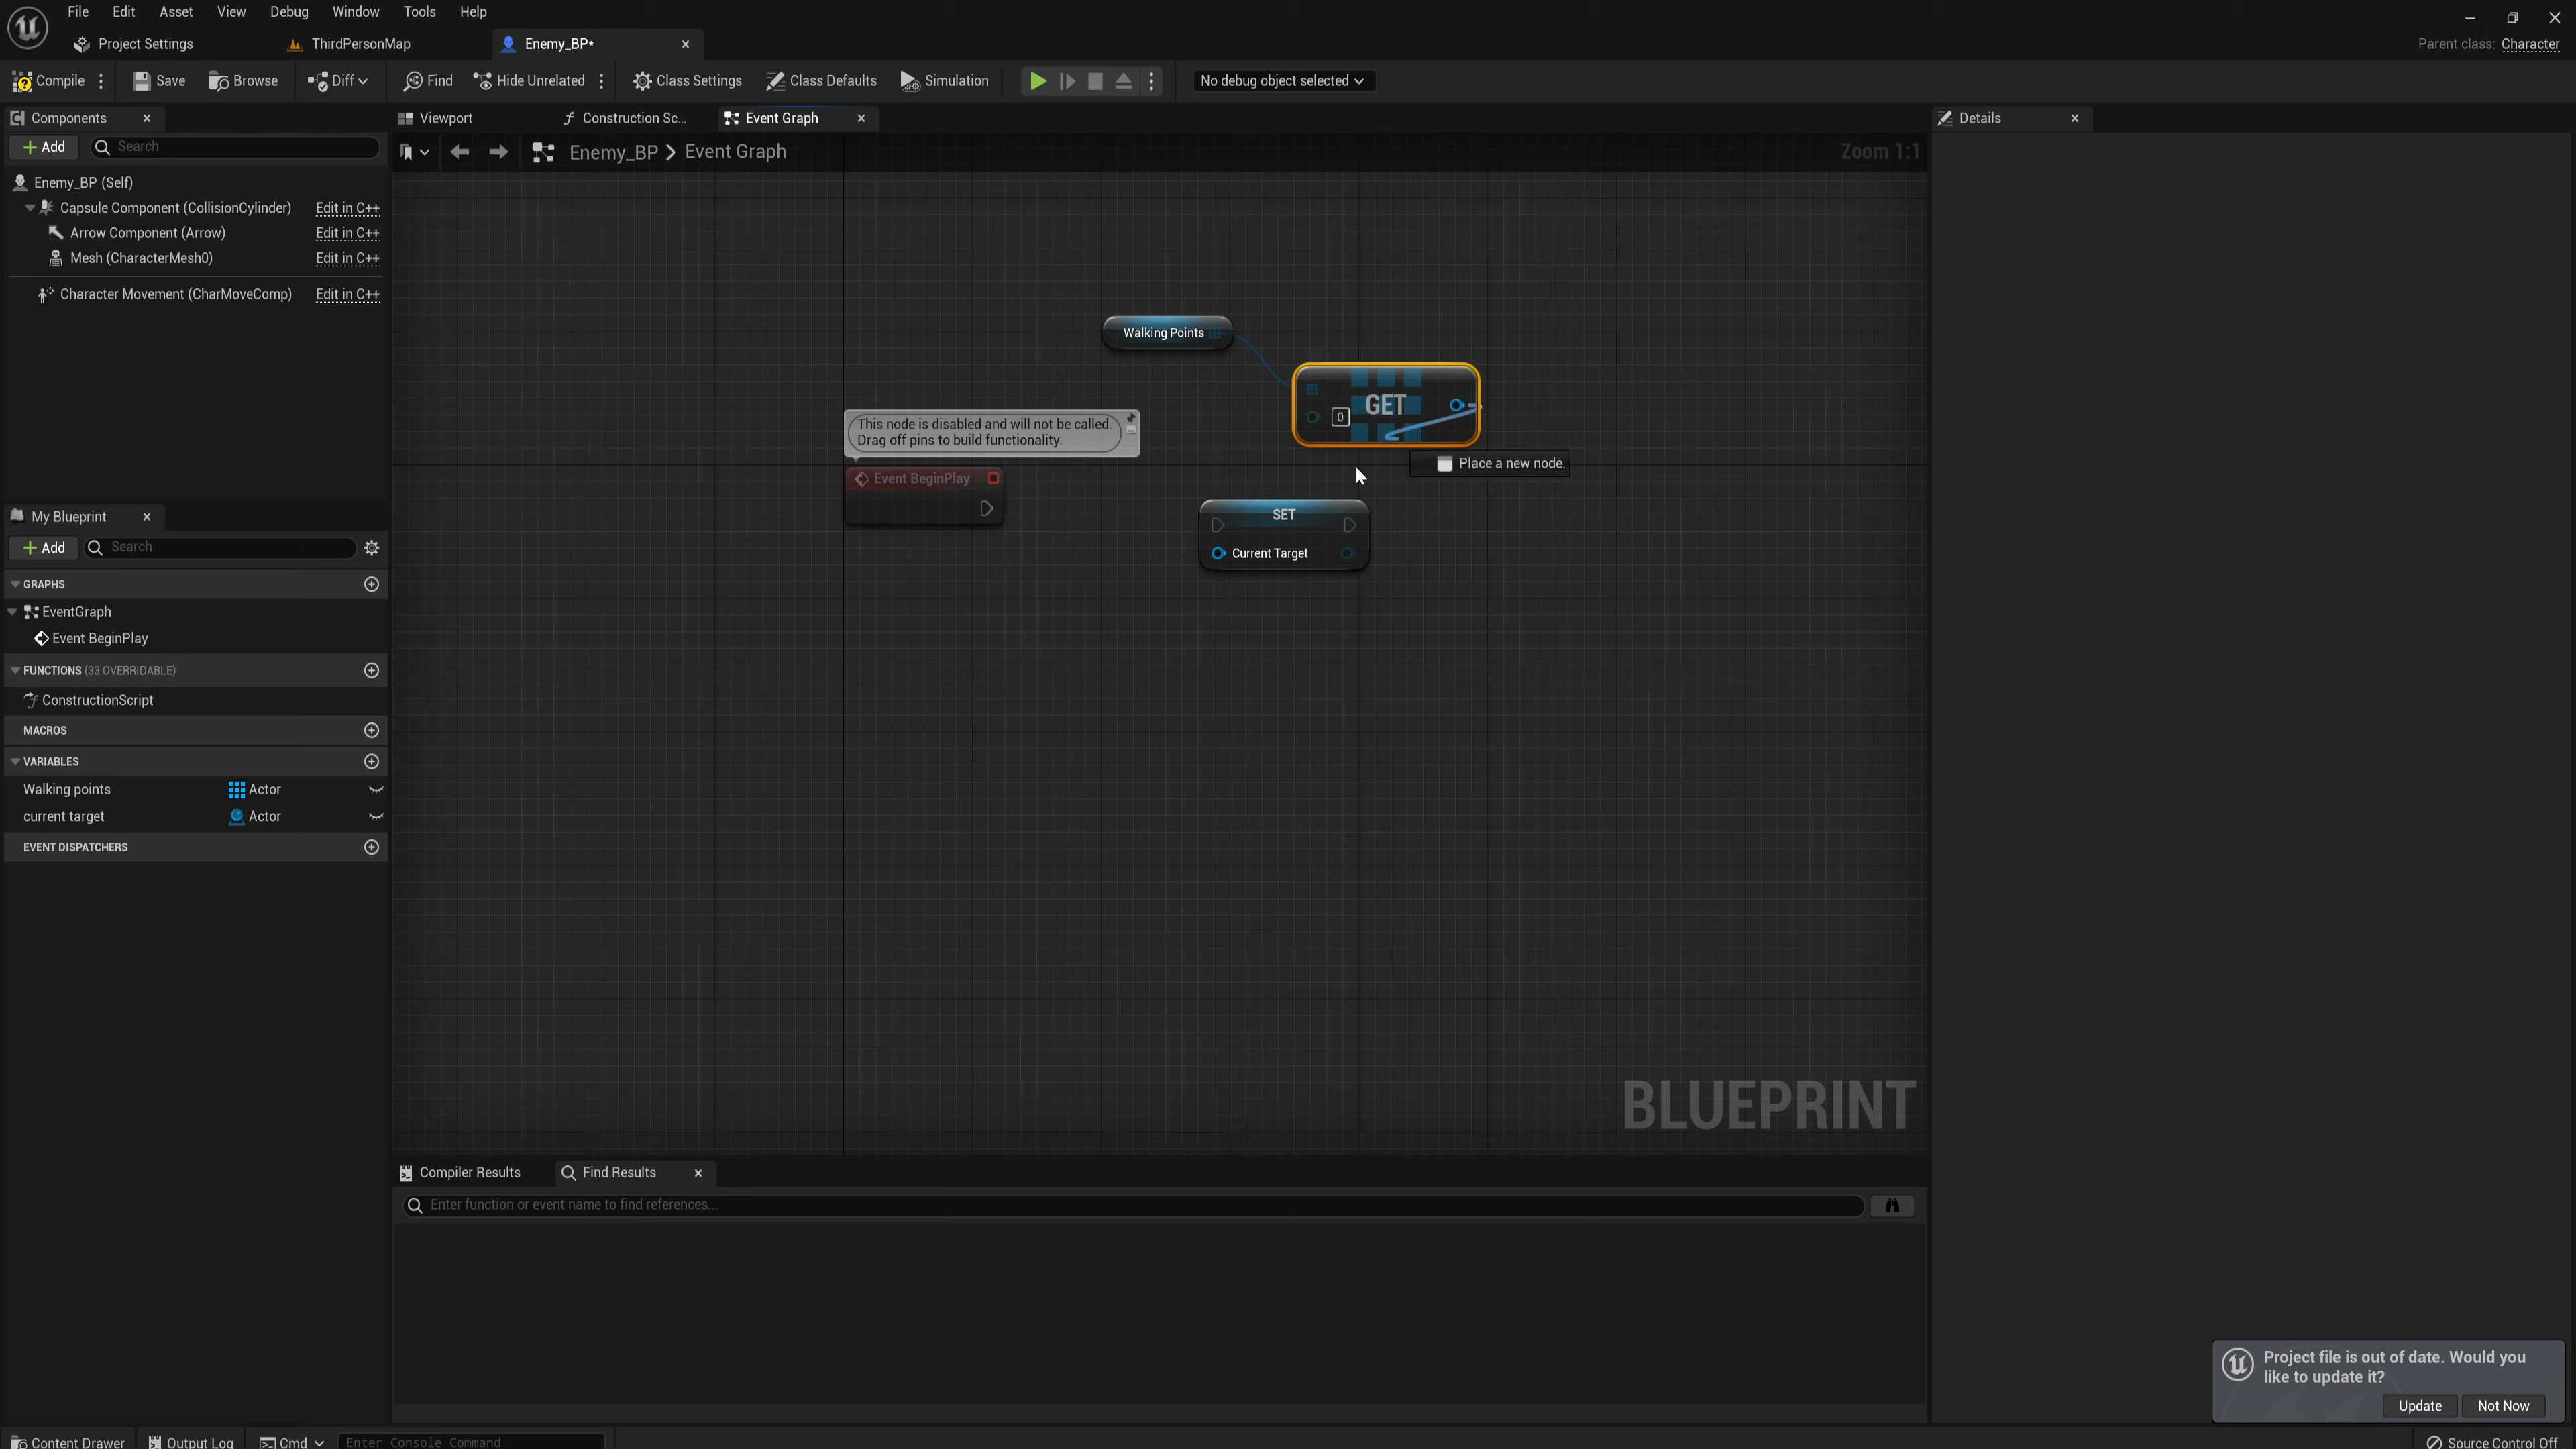 File Edit Asset View Debug Window Tools Help
Project Settings ThirdPersonMap Enemy_BP* Parent class: Character
Compile Save Browse Diff Find Hide Unrelated Class Settings Class Defaults Simulation No debug object selected
Components Viewport Construction Sc... Event Graph Details
Add Search
Enemy_BP > Event Graph Zoom 1:1
Enemy_BP (Self)
Capsule Component (CollisionCylinder) Edit in C++
Arrow Component (Arrow) Edit in C++
Mesh (CharacterMesh0) Edit in C++
Character Movement (CharMoveComp) Edit in C++
Walking Points
GET
0
This node is disabled and will not be called.
Drag off pins to build functionality.
Place a new node.
Event BeginPlay
SET
Current Target
My Blueprint
Add Search
GRAPHS
EventGraph
Event BeginPlay
FUNCTIONS (33 OVERRIDABLE)
ConstructionScript
MACROS
VARIABLES
Walking points Actor
current target Actor
EVENT DISPATCHERS
BLUEPRINT
Compiler Results Find Results
Enter function or event name to find references...
Project file is out of date. Would you
like to update it?
Update Not Now
Content Drawer Output Log Cmd Enter Console Command Source Control Off